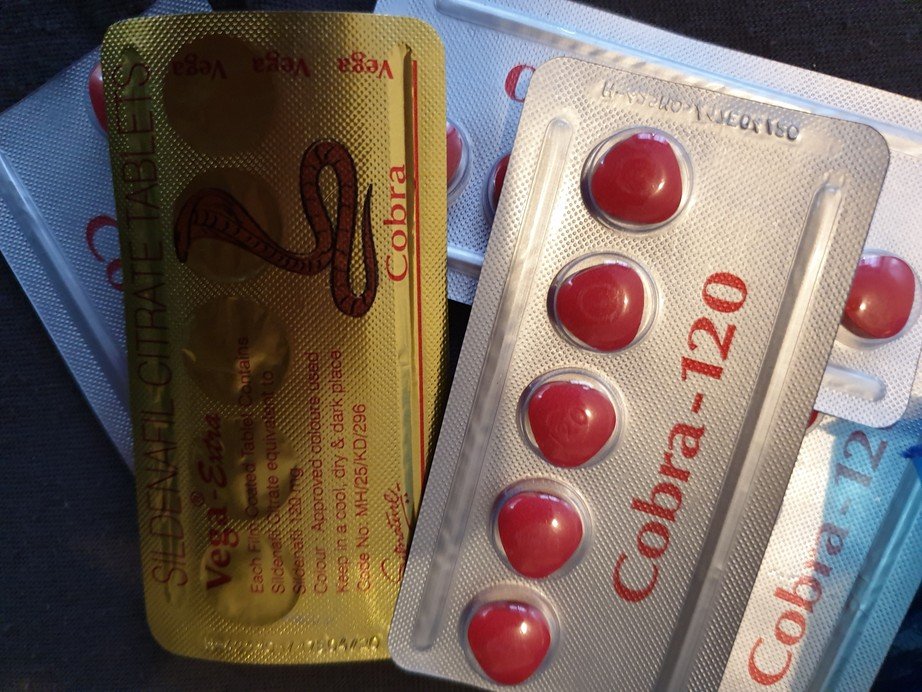 Vega Vega Vega
SILDENAFIL CITRATE TABLETS
Cobra
Vega®-Extra
Each Film Coated Tablet Contains
Sildenafil Citrate equivalent to
Sildenafil 120 mg
Colour : Approved colours used
Keep in a cool, dry & dark place
Code No: MH/25/KD/296
Cobra-120
Cobra-12